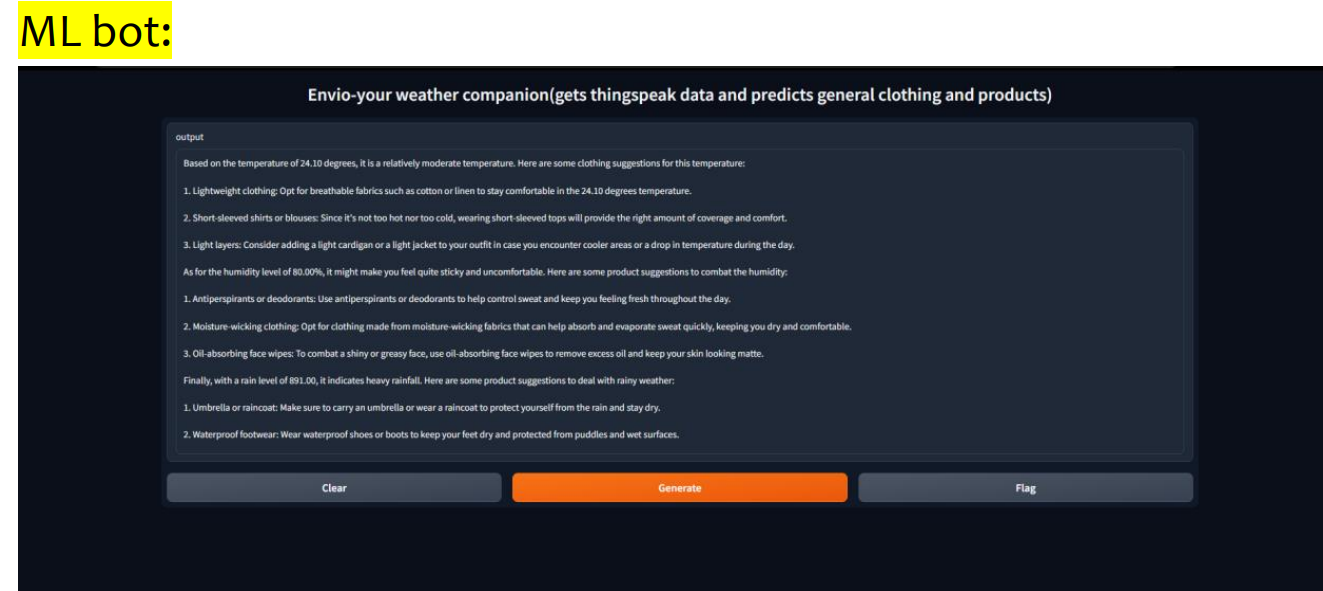 ML bot:
Envio-your weather companion(gets thingspeak data and predicts general clothing and products)
output
Based on the temperature of 24.10 degrees, it is a relatively moderate temperature. Here are some clothing suggestions for this temperature:
1. Lightweight clothing: Opt for breathable fabrics such as cotton or linen to stay comfortable in the 24.10 degrees temperature.
2. Short-sleeved shirts or blouses: Since it's not too hot nor too cold, wearing short-sleeved tops will provide the right amount of coverage and comfort.
3. Light layers: Consider adding a light cardigan or a light jacket to your outfit in case you encounter cooler areas or a drop in temperature during the day.
As for the humidity level of 80.00%, it might make you feel quite sticky and uncomfortable. Here are some product suggestions to combat the humidity:
1. Antiperspirants or deodorants: Use antiperspirants or deodorants to help control sweat and keep you feeling fresh throughout the day.
2. Moisture-wicking clothing: Opt for clothing made from moisture-wicking fabrics that can help absorb and evaporate sweat quickly, keeping you dry and comfortable.
3. Oil-absorbing face wipes: To combat a shiny or greasy face, use oil-absorbing face wipes to remove excess oil and keep your skin looking matte.
Finally, with a rain level of 891.00, it indicates heavy rainfall. Here are some product suggestions to deal with rainy weather:
1. Umbrella or raincoat: Make sure to carry an umbrella or wear a raincoat to protect yourself from the rain and stay dry.
2. Waterproof footwear: Wear waterproof shoes or boots to keep your feet dry and protected from puddles and wet surfaces.
Clear
Generate
Flag